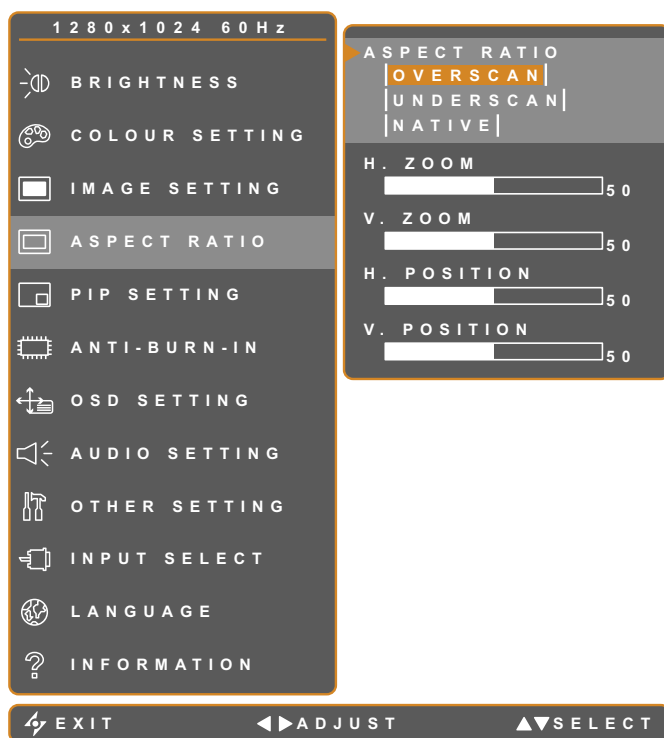 1280x1024 60Hz
BRIGHTNESS
COLOUR SETTING
IMAGE SETTING
ASPECT RATIO
PIP SETTING
ANTI-BURN-IN
OSD SETTING
AUDIO SETTING
OTHER SETTING
INPUT SELECT
LANGUAGE
INFORMATION
ASPECT RATIO
OVERSCAN
UNDERSCAN
NATIVE
H. ZOOM
50
V. ZOOM
50
H. POSITION
50
V. POSITION
50
EXIT ADJUST SELECT